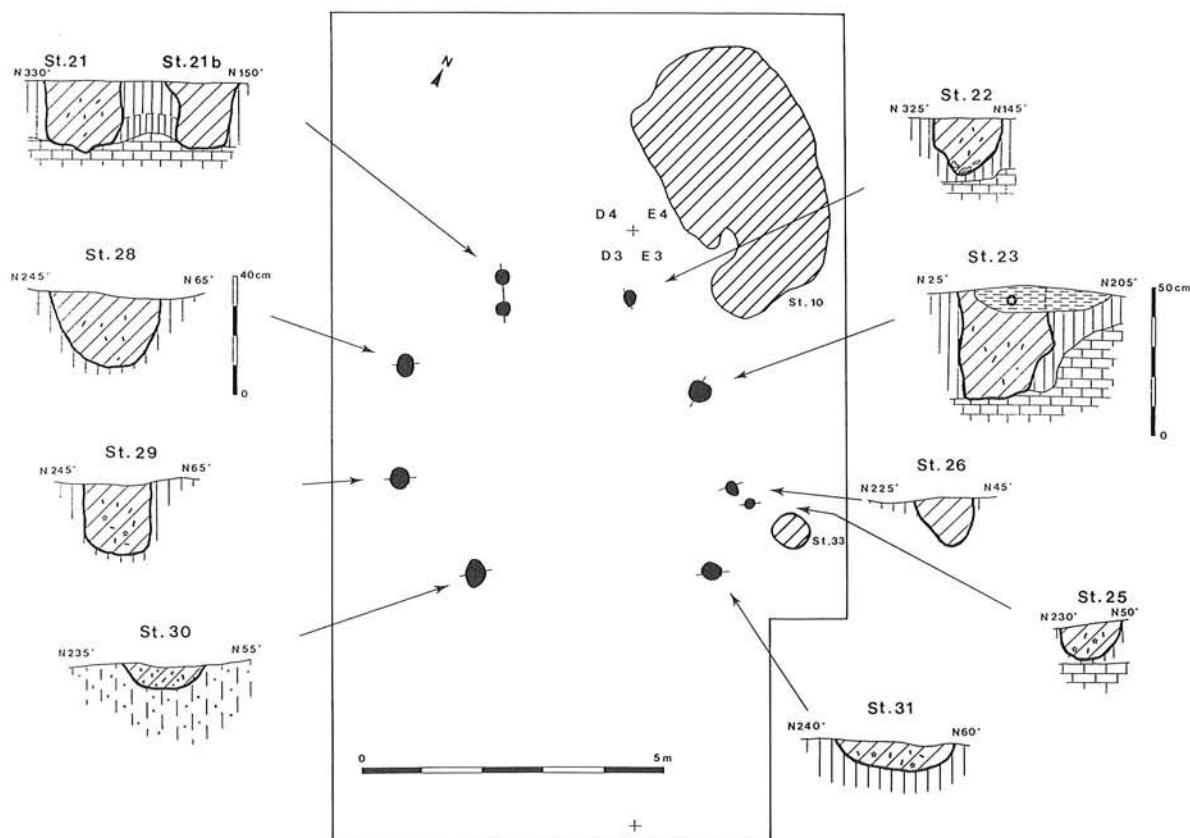 St.21 St.21b
N330° N150°
St.28
N245° N65°
40cm
0
St.29
N245° N65°
St.30
N235° N55°
N
D4 E4
D3 E3
St.10
St.33
0 5m
St.22
N325° N145°
St.23
N25° N205°
50cm
0
St.26
N225° N45°
St.25
N230° N50°
St.31
N240° N60°